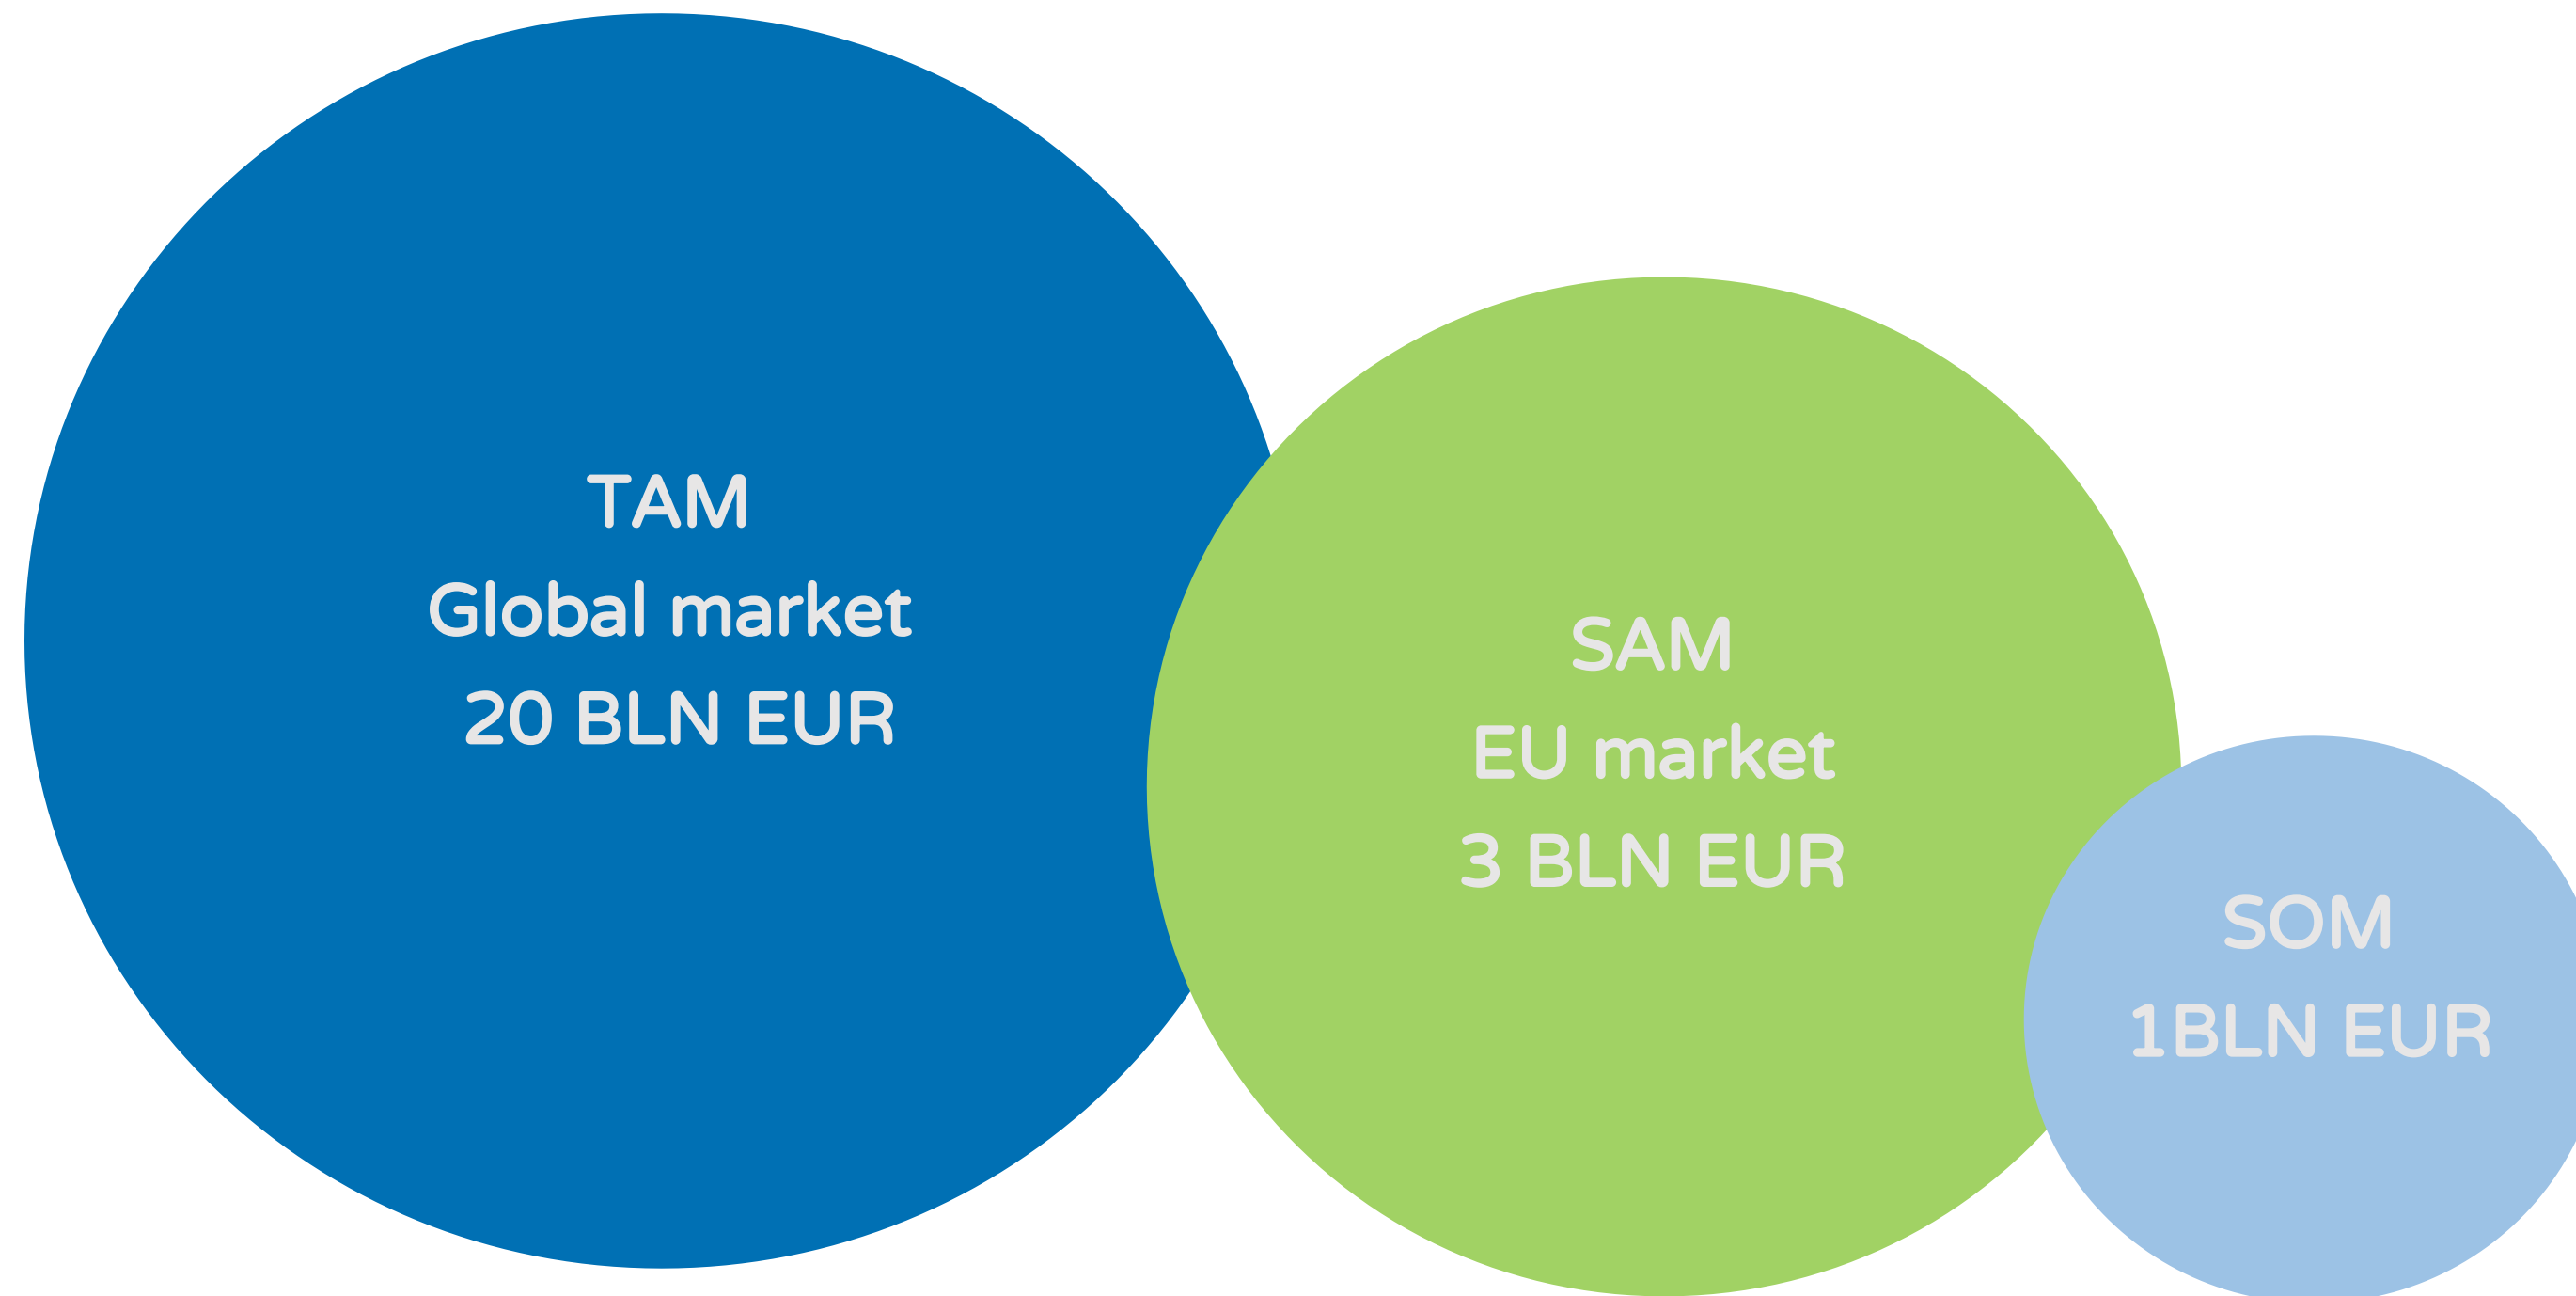 TAM
Global market
20 BLN EUR
SAM
EU market
3 BLN EUR
SOM
1BLN EUR